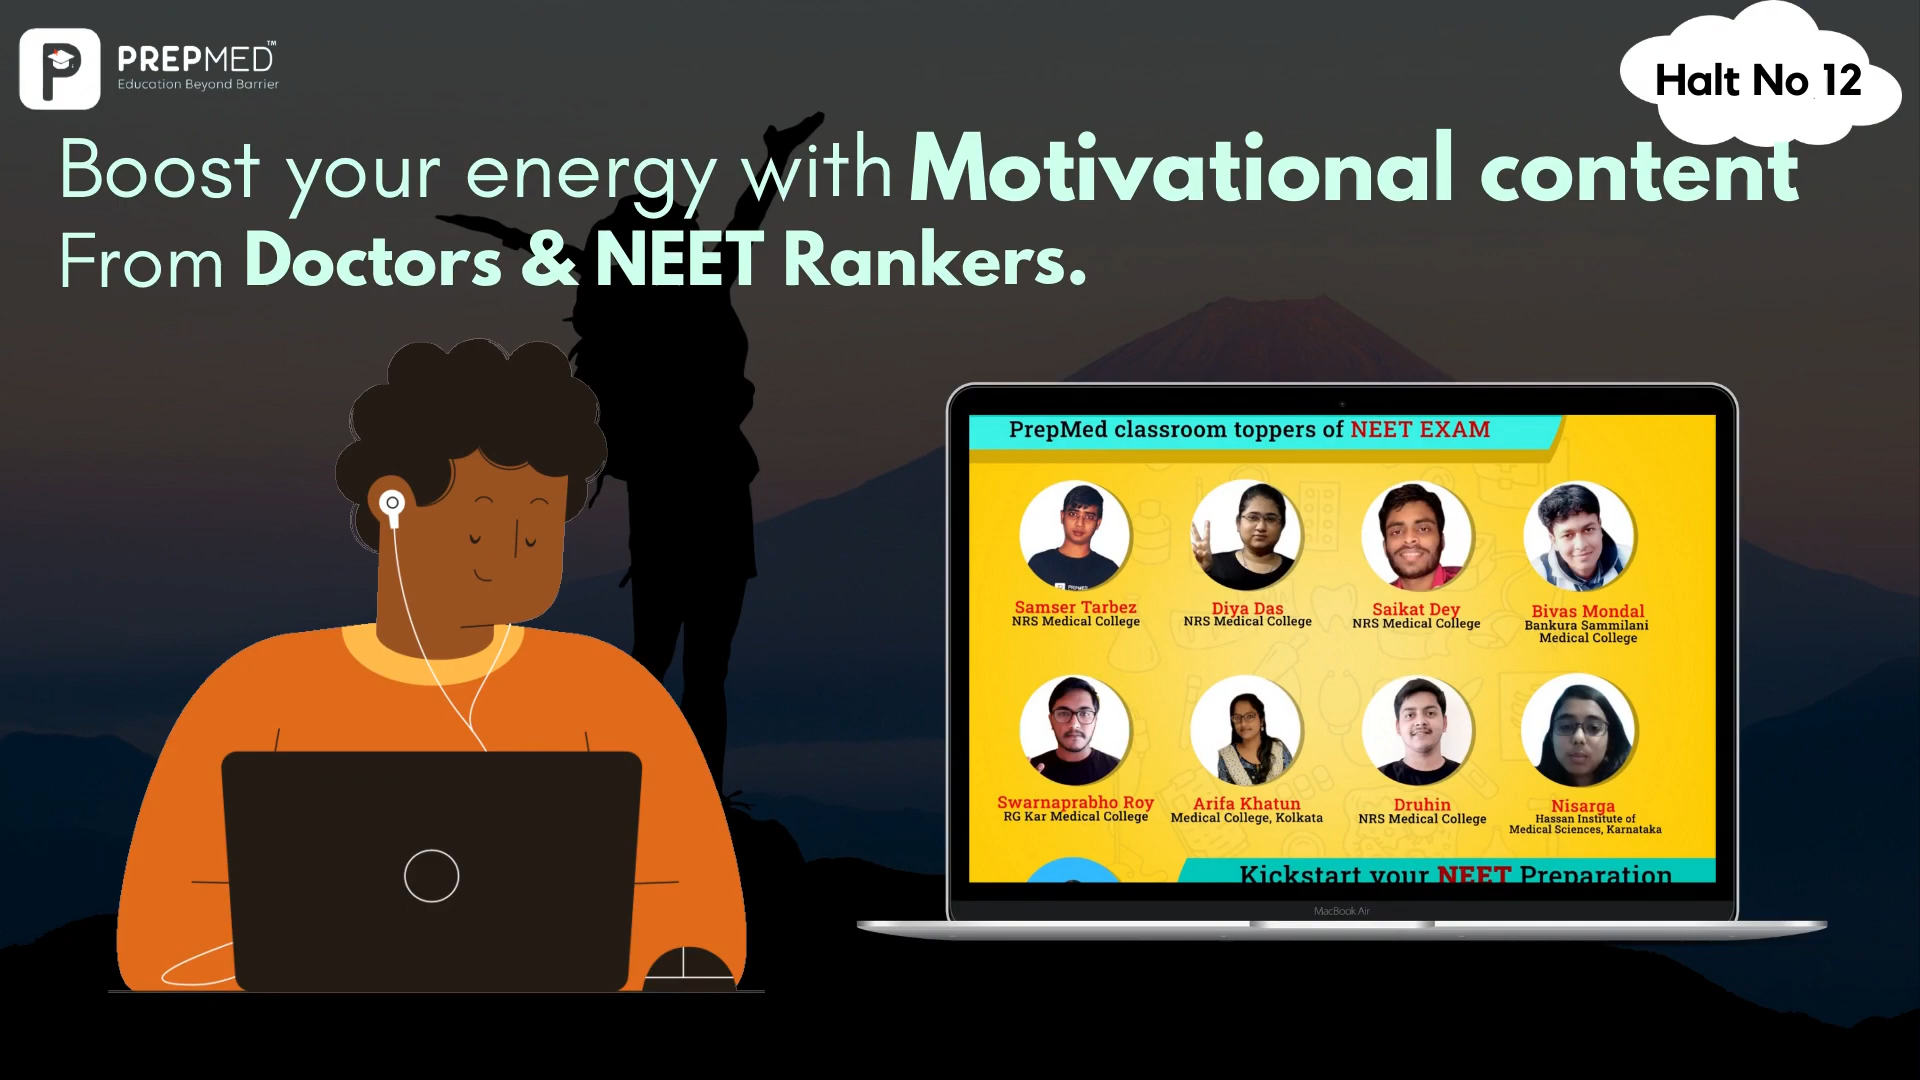 PREPMED™
Education Beyond Barrier
Halt No 12
Boost your energy with Motivational content
From Doctors & NEET Rankers.
PrepMed classroom toppers of NEET EXAM
Samser Tarbez
NRS Medical College
Diya Das
NRS Medical College
Saikat Dey
NRS Medical College
Bivas Mondal
Bankura Sammilani
Medical College
Swarnaprabho Roy
RG Kar Medical College
Arifa Khatun
Medical College, Kolkata
Druhin
NRS Medical College
Nisarga
Hassan Institute of
Medical Sciences, Karnataka
Kickstart your NEET Preparation
MacBook Air